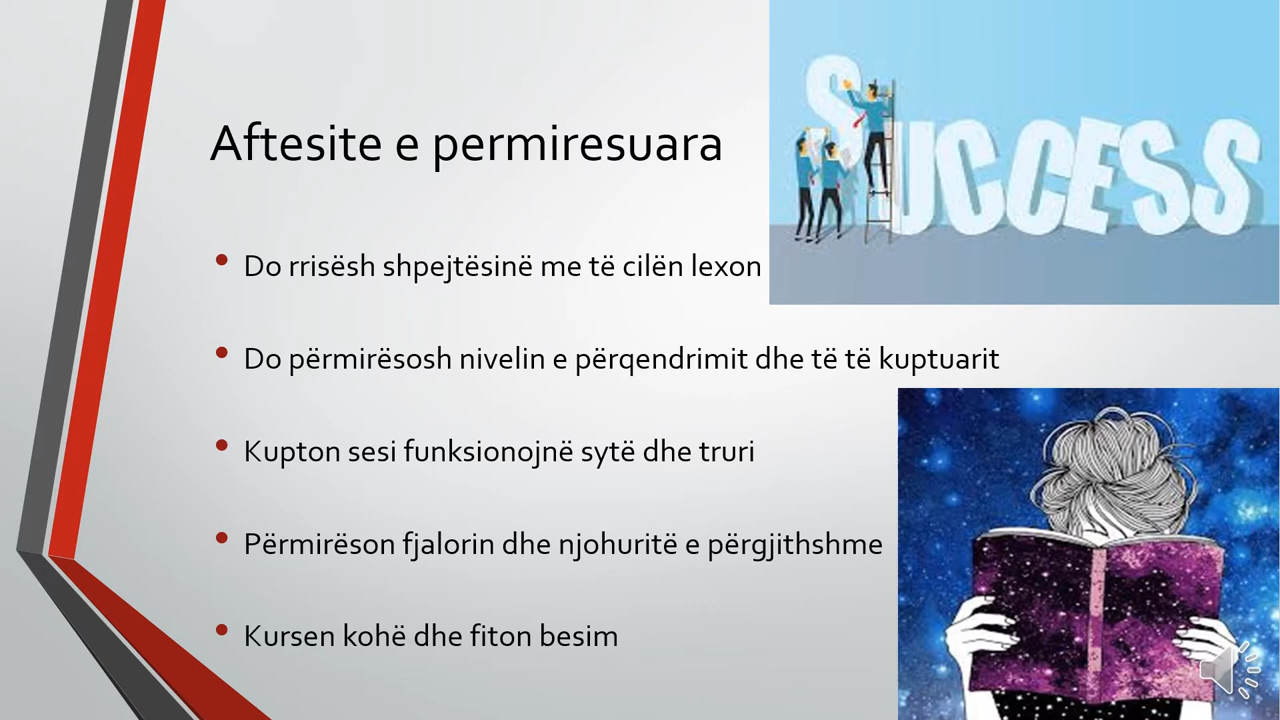 Aftesite e permiresuara
SUCCESS
• Do rrisësh shpejtësinë me të cilën lexon
• Do përmirësosh nivelin e përqendrimit dhe të të kuptuarit
• Kupton sesi funksionojnë sytë dhe truri
• Përmirëson fjalorin dhe njohuritë e përgjithshme
• Kursen kohë dhe fiton besim